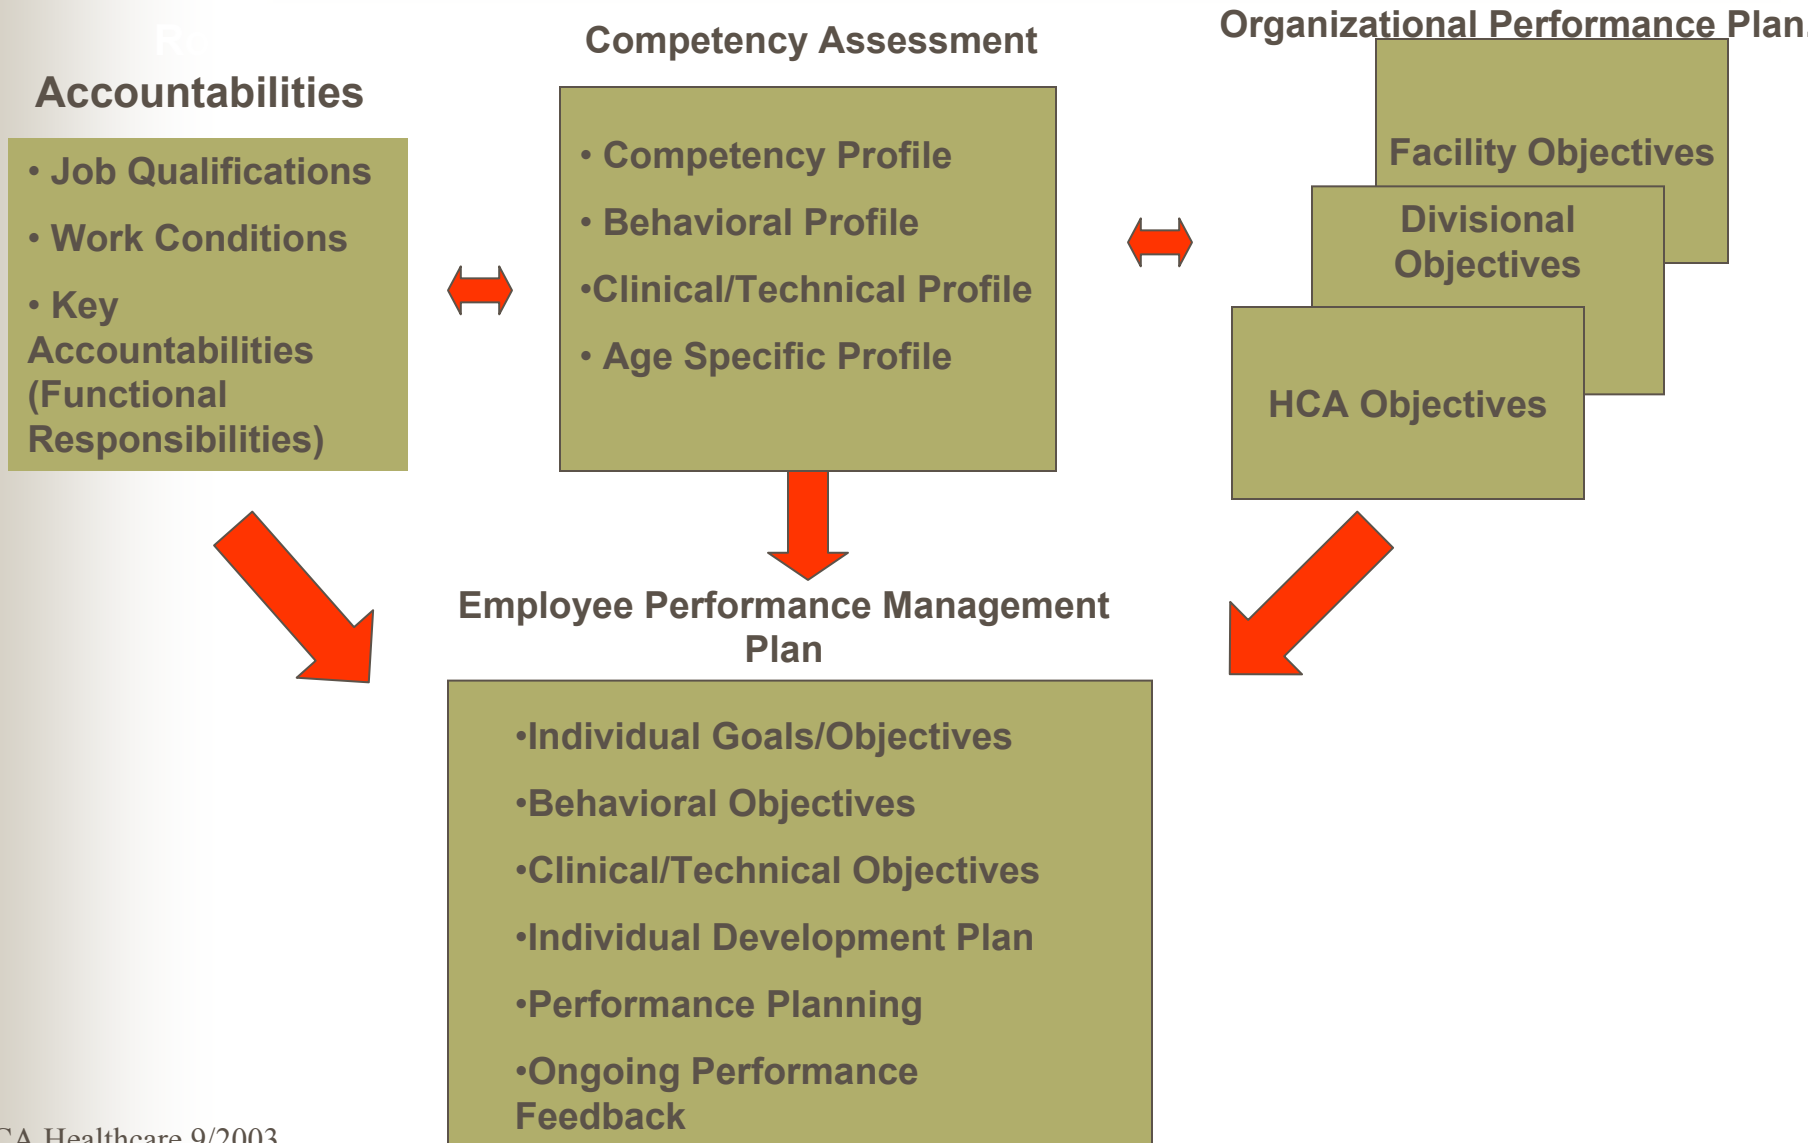 Accountabilities
• Job Qualifications
• Work Conditions
• Key
Accountabilities
(Functional
Responsibilities)
Competency Assessment
• Competency Profile
• Behavioral Profile
•Clinical/Technical Profile
• Age Specific Profile
Organizational Performance Plan
Facility Objectives
Divisional
Objectives
HCA Objectives
Employee Performance Management
Plan
•Individual Goals/Objectives
•Behavioral Objectives
•Clinical/Technical Objectives
•Individual Development Plan
•Performance Planning
•Ongoing Performance
Feedback
CA Healthcare 9/2003